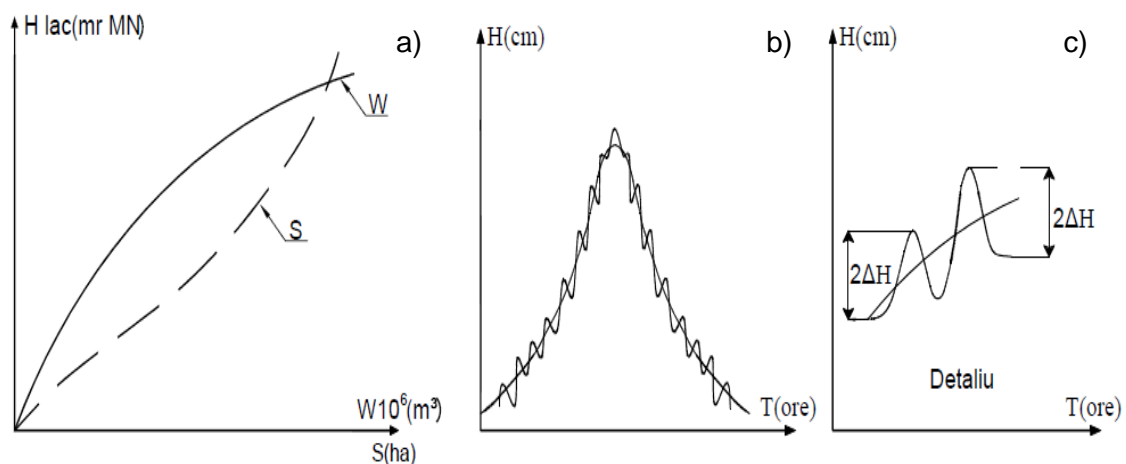 H lac(mr MN)
a)
W
S
W10⁶(m³)
S(ha)
H(cm)
b)
T(ore)
H(cm)
c)
2ΔH
2ΔH
Detaliu
T(ore)